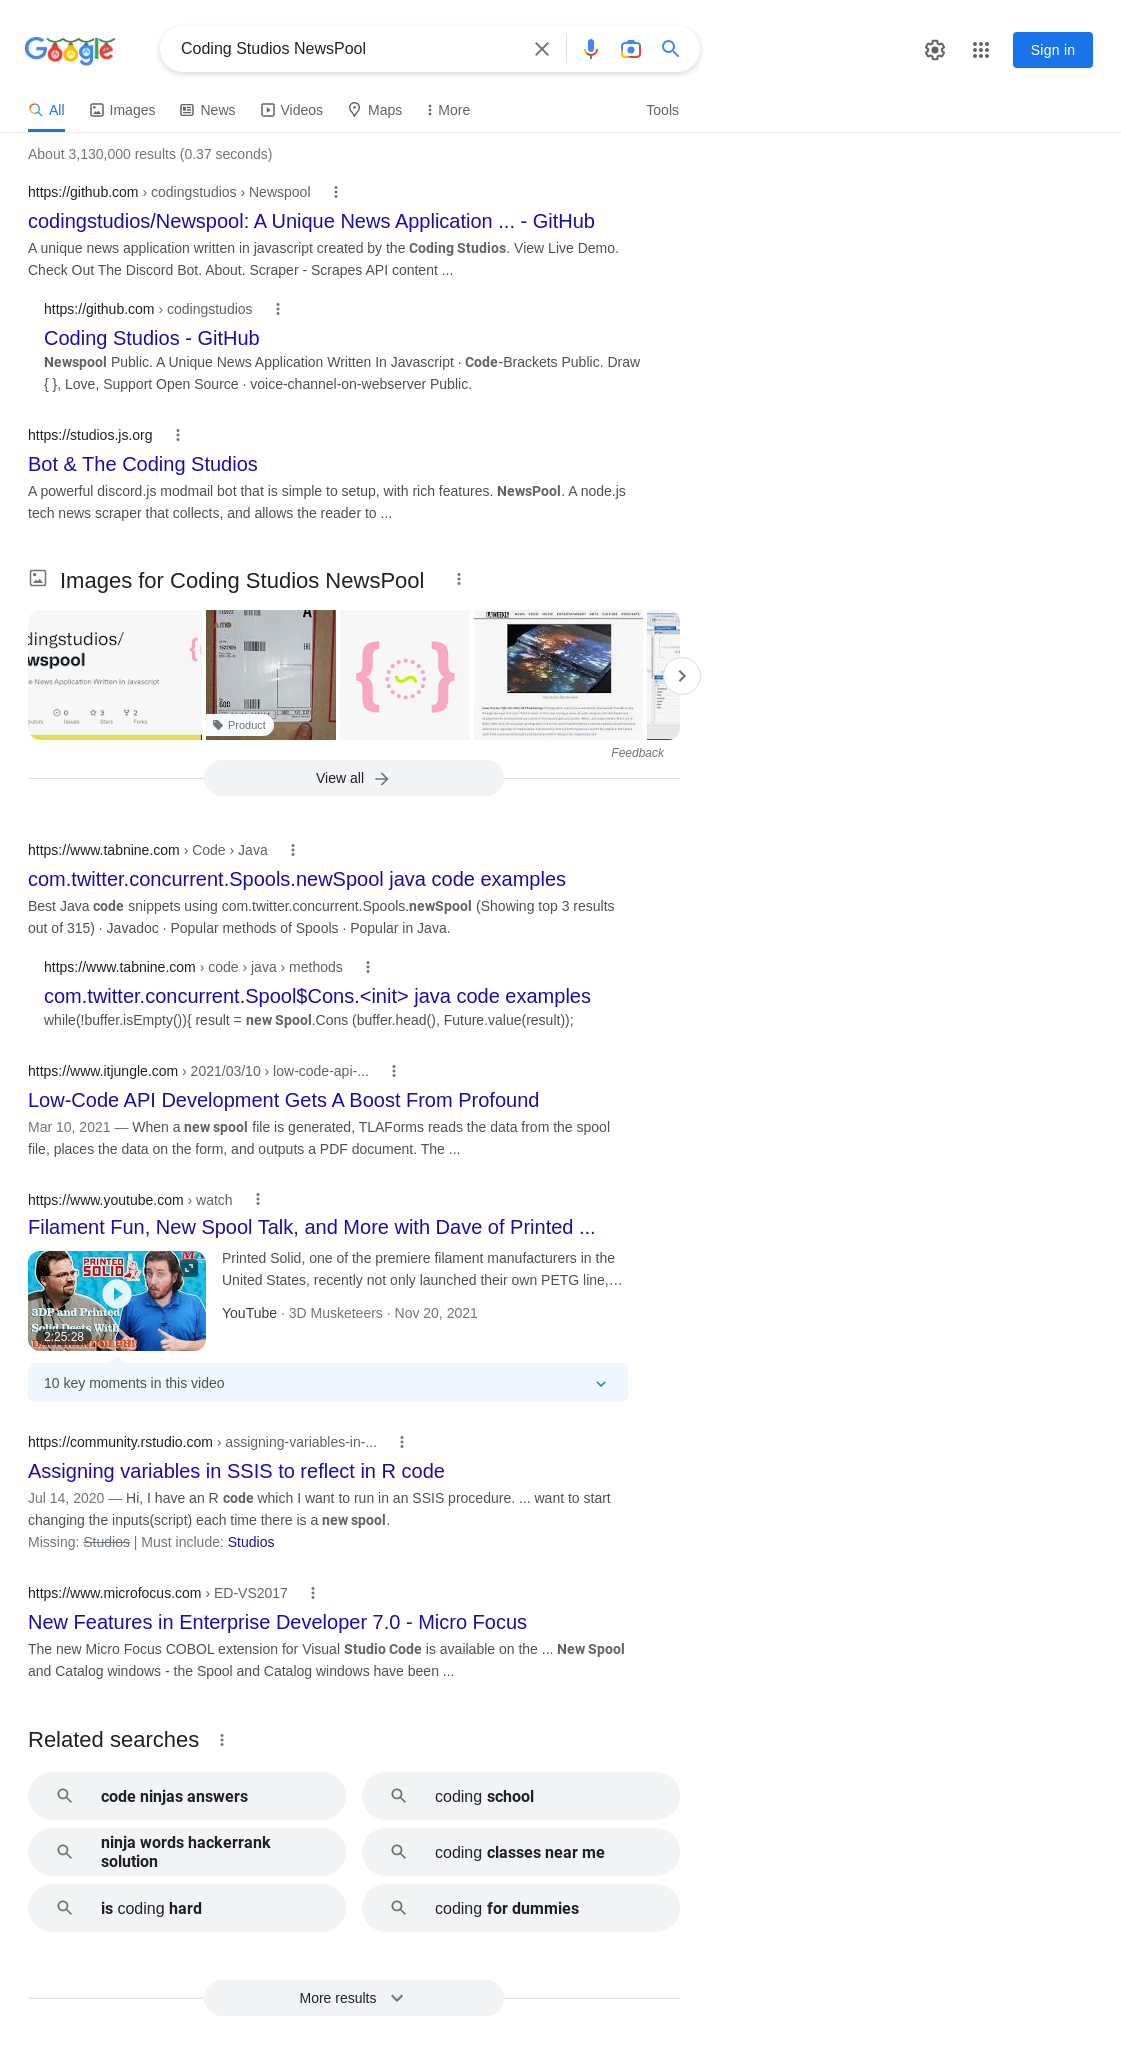 Google
Coding Studios NewsPool
Sign in
All
Images
News
Videos
Maps
More
Tools
About 3,130,000 results (0.37 seconds)
https://github.com › codingstudios › Newspool
codingstudios/Newspool: A Unique News Application ... - GitHub
A unique news application written in javascript created by the Coding Studios. View Live Demo.
Check Out The Discord Bot. About. Scraper - Scrapes API content ...
https://github.com › codingstudios
Coding Studios - GitHub
Newspool Public. A Unique News Application Written In Javascript · Code-Brackets Public. Draw
{ }, Love, Support Open Source · voice-channel-on-webserver Public.
https://studios.js.org
Bot & The Coding Studios
A powerful discord.js modmail bot that is simple to setup, with rich features. NewsPool. A node.js
tech news scraper that collects, and allows the reader to ...
Images for Coding Studios NewsPool
dingstudios/
wspool
e News Application Written In Javascript
0
3
2
Issues
Stars
Forks
Product
Feedback
View all
https://www.tabnine.com › Code › Java
com.twitter.concurrent.Spools.newSpool java code examples
Best Java code snippets using com.twitter.concurrent.Spools.newSpool (Showing top 3 results
out of 315) · Javadoc · Popular methods of Spools · Popular in Java.
https://www.tabnine.com › code › java › methods
com.twitter.concurrent.Spool$Cons.<init> java code examples
while(!buffer.isEmpty()){ result = new Spool.Cons (buffer.head(), Future.value(result));
https://www.itjungle.com › 2021/03/10 › low-code-api-...
Low-Code API Development Gets A Boost From Profound
Mar 10, 2021 — When a new spool file is generated, TLAForms reads the data from the spool
file, places the data on the form, and outputs a PDF document. The ...
https://www.youtube.com › watch
Filament Fun, New Spool Talk, and More with Dave of Printed ...
PRINTED
SOLID
3DP and Printed
Solid Deets With
2:25:28
Printed Solid, one of the premiere filament manufacturers in the
United States, recently not only launched their own PETG line,…
YouTube · 3D Musketeers · Nov 20, 2021
10 key moments in this video
https://community.rstudio.com › assigning-variables-in-...
Assigning variables in SSIS to reflect in R code
Jul 14, 2020 — Hi, I have an R code which I want to run in an SSIS procedure. ... want to start
changing the inputs(script) each time there is a new spool.
Missing: Studios | Must include: Studios
https://www.microfocus.com › ED-VS2017
New Features in Enterprise Developer 7.0 - Micro Focus
The new Micro Focus COBOL extension for Visual Studio Code is available on the ... New Spool
and Catalog windows - the Spool and Catalog windows have been ...
Related searches
code ninjas answers
coding school
ninja words hackerrank
solution
coding classes near me
is coding hard
coding for dummies
More results